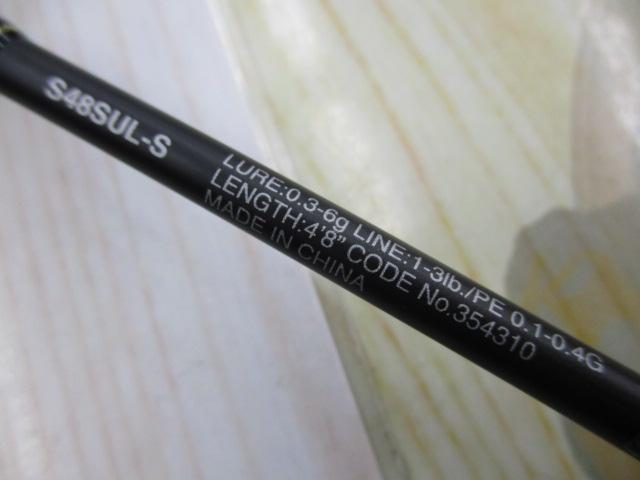 S48SUL-S
LURE:0.3-6g LINE:1-3lb./PE 0.1-0.4G
LENGTH:4'8" CODE No.354310
MADE IN CHINA